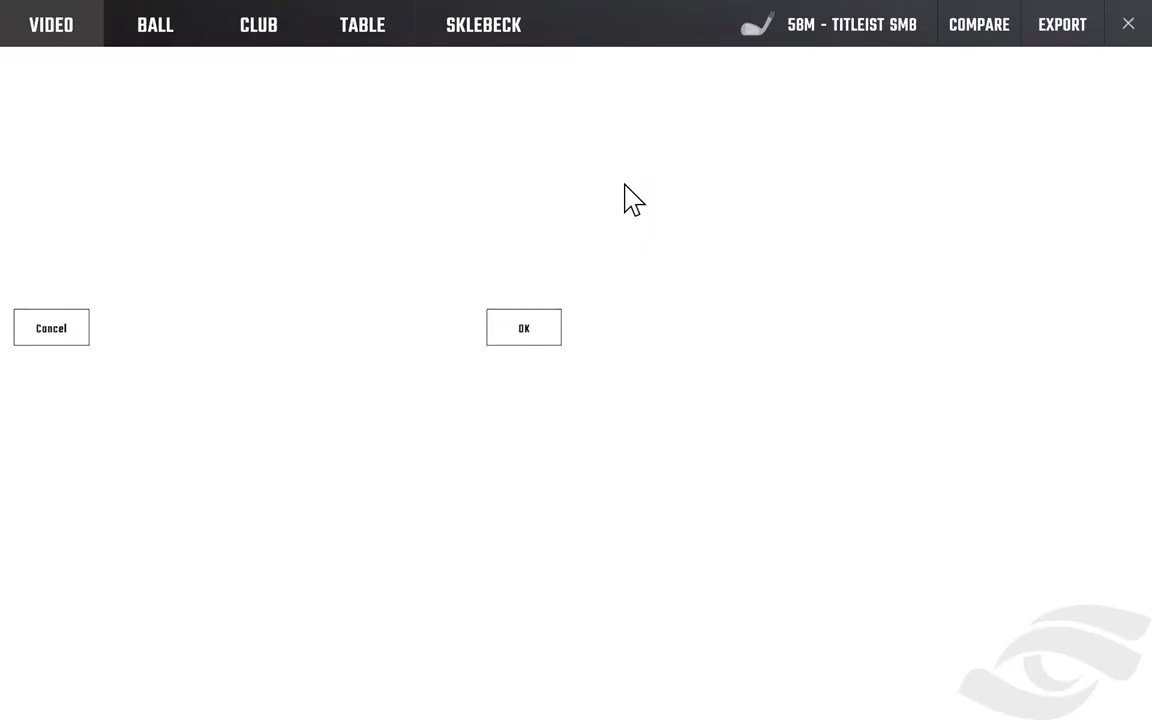 VIDEO BALL CLUB TABLE SKLEBECK 58M - TITLEIST SM8 COMPARE EXPORT
Cancel OK